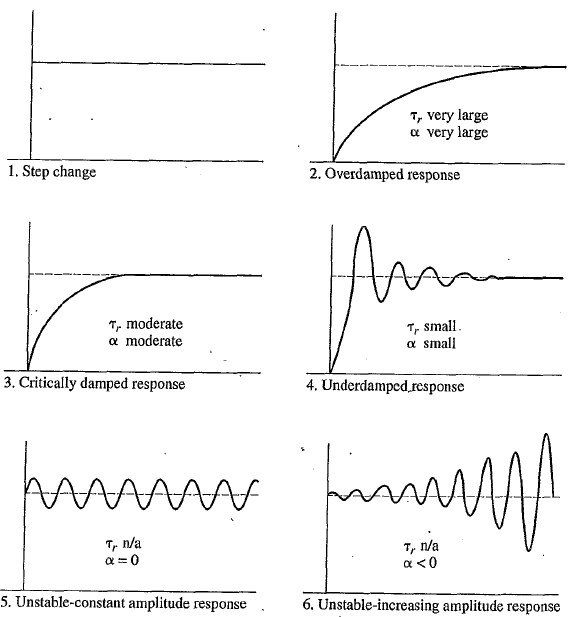 1. Step change
τr very large
α very large
2. Overdamped response
τr moderate
α moderate
3. Critically damped response
τr small
α small
4. Underdamped response
τr n/a
α = 0
5. Unstable-constant amplitude response
τr n/a
α < 0
6. Unstable-increasing amplitude response